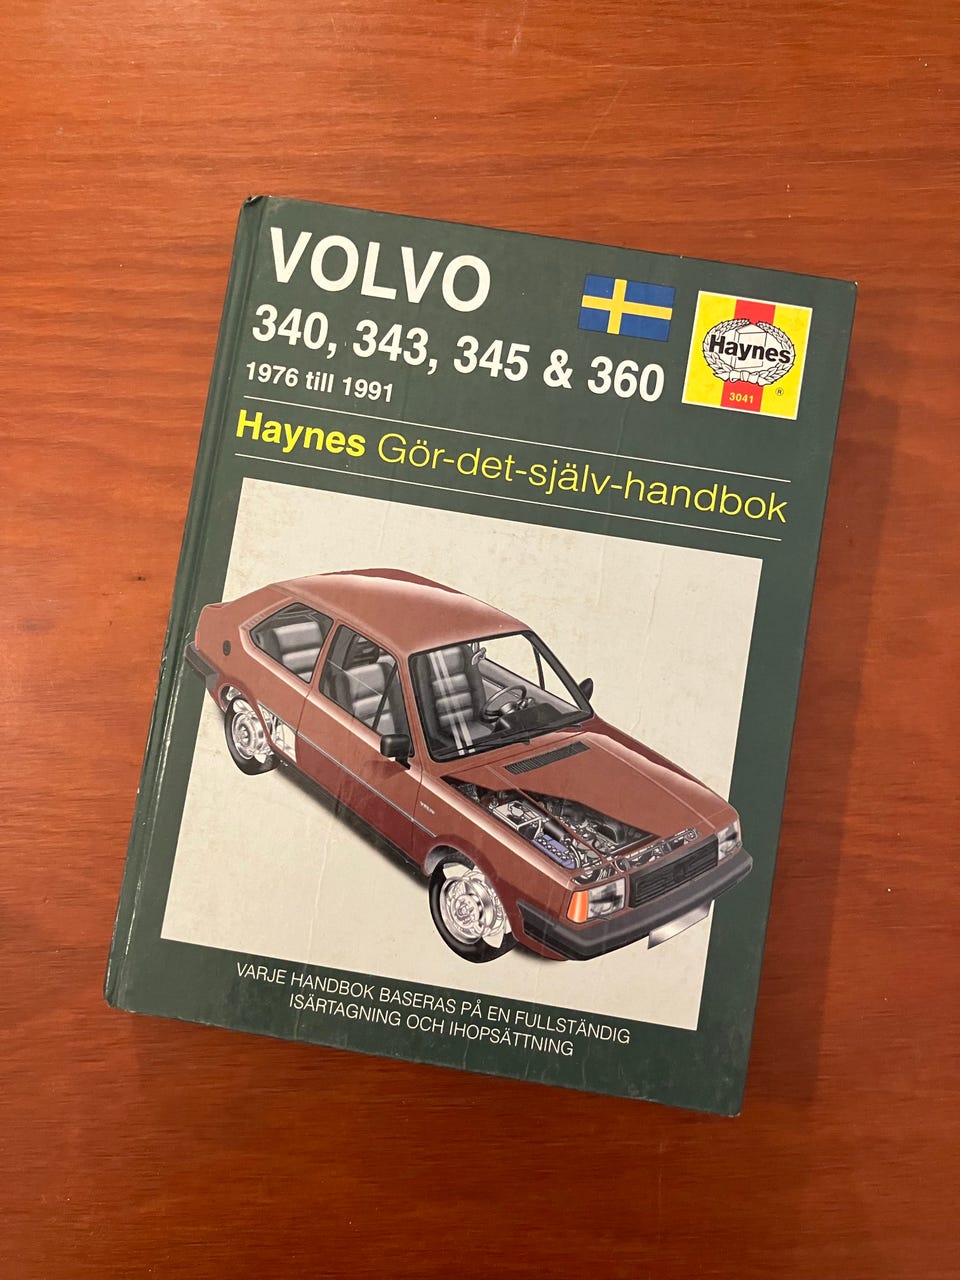 VOLVO
340, 343, 345 & 360
1976 till 1991
Haynes
3041
®
Haynes Gör-det-själv-handbok
VARJE HANDBOK BASERAS PÅ EN FULLSTÄNDIG
ISÄRTAGNING OCH IHOPSÄTTNING